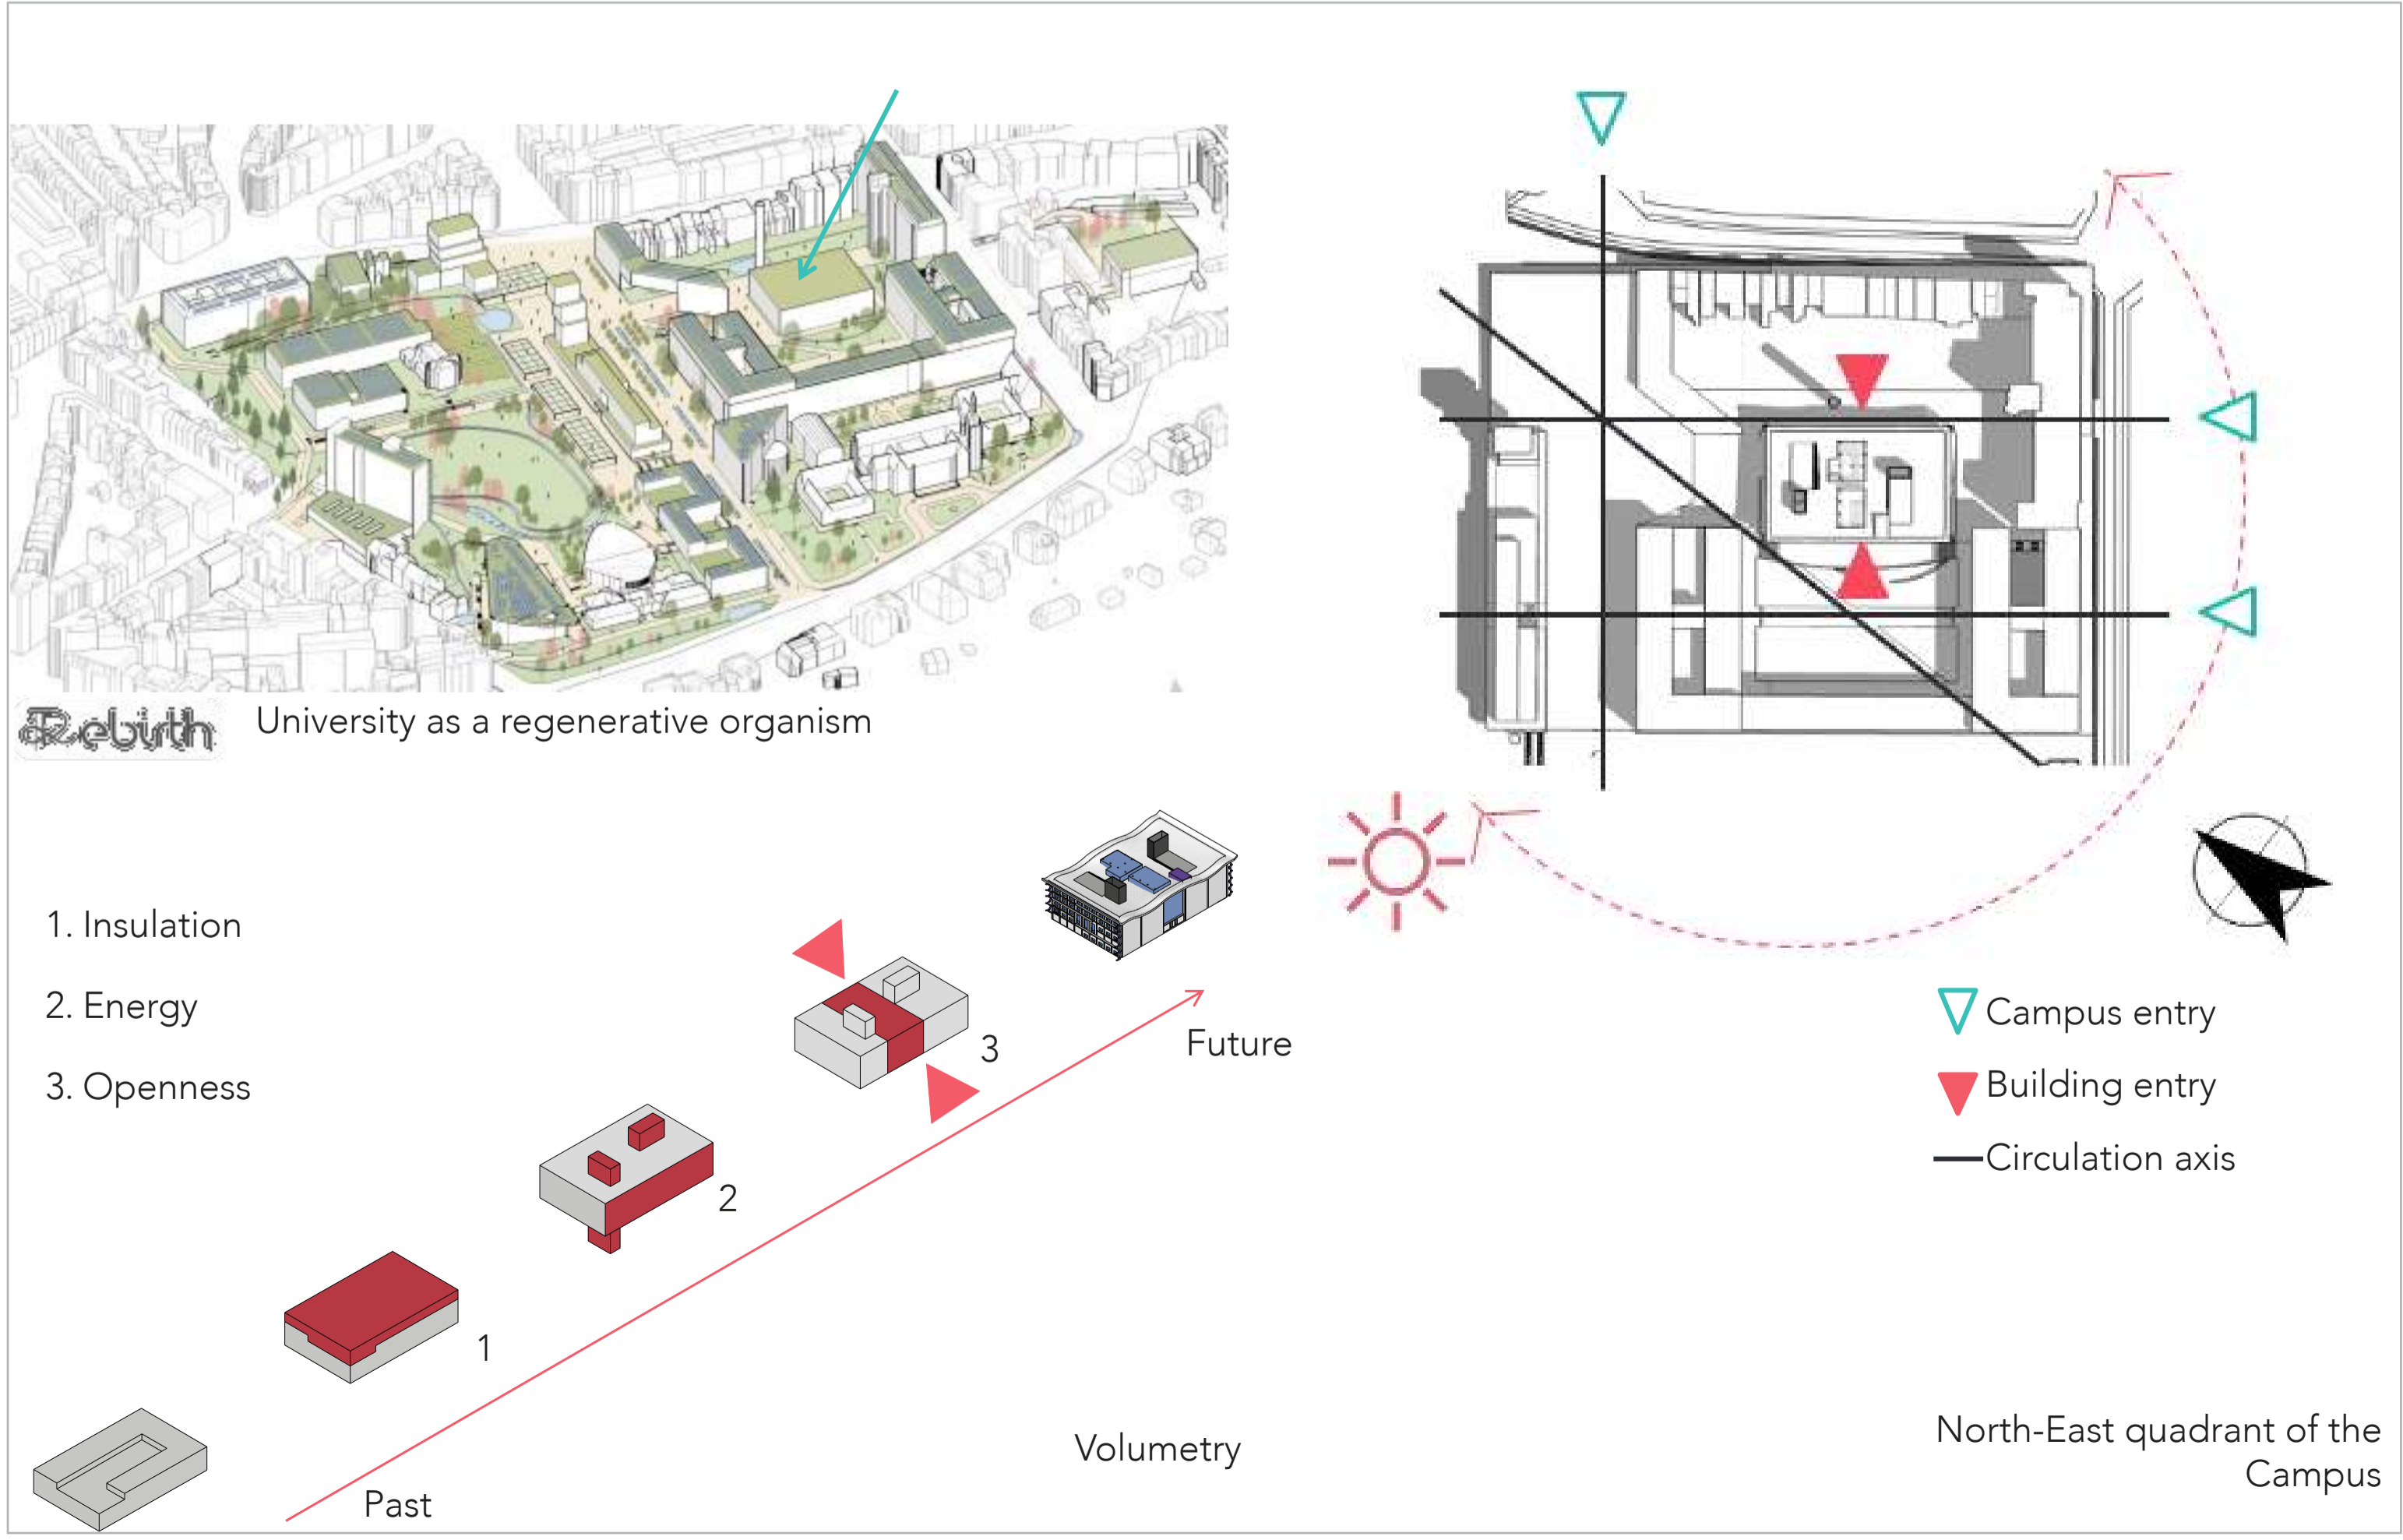 Rebirth
University as a regenerative organism
1. Insulation
2. Energy
3. Openness
3
Future
2
1
Past
Volumetry
Campus entry
Building entry
Circulation axis
North-East quadrant of the
Campus